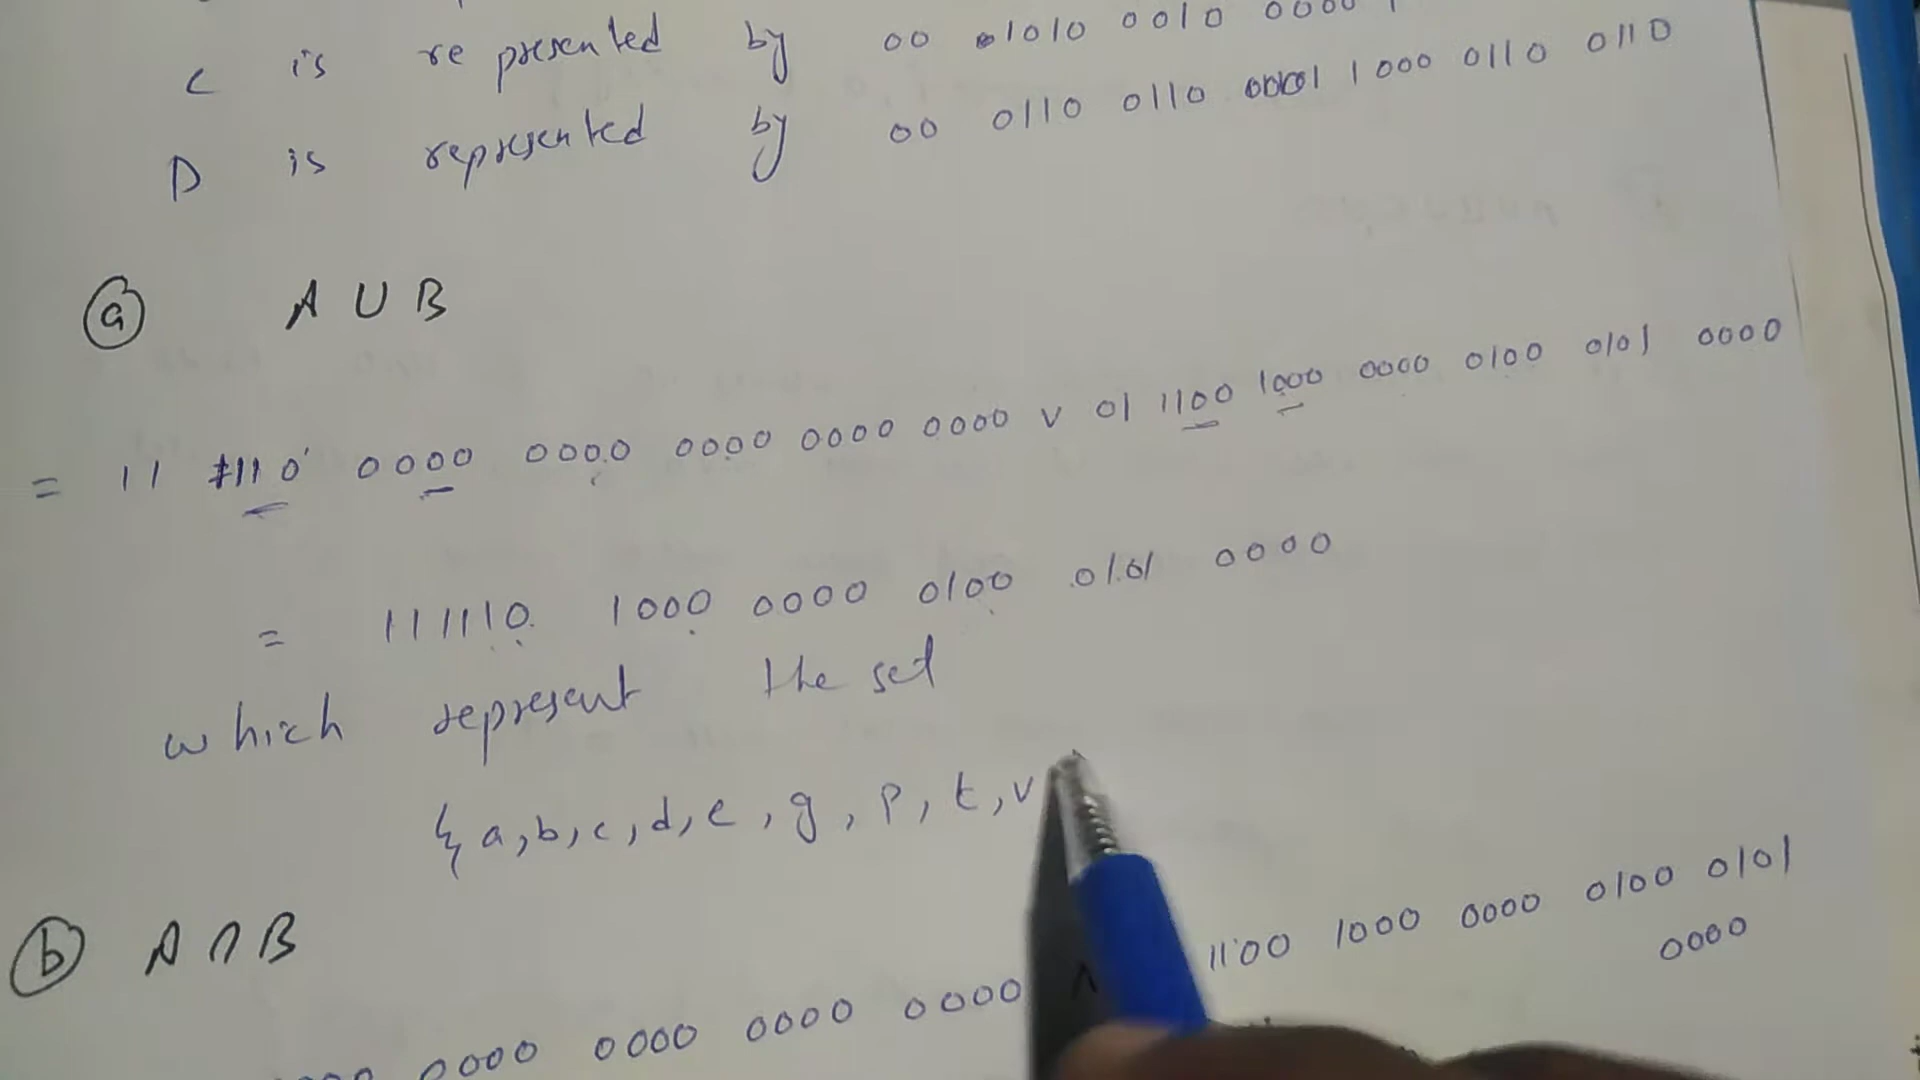 C is represented by 00 01010 0010 0000
D is represented by 00 0110 0110 0001 1000 0110 0110
(a) A ∪ B
= 11 1110 0000 0000 0000 0000 0000 ∨ 01 1100 1000 0000 0100 0101 0000
= 111110 1000 0000 0100 0101 0000
which represent the set
{a,b,c,d,e,g,p,t,v
(b) A ∩ B
1100 1000 0000 0100 0101
0000
0000 0000 0000 0000 ∧